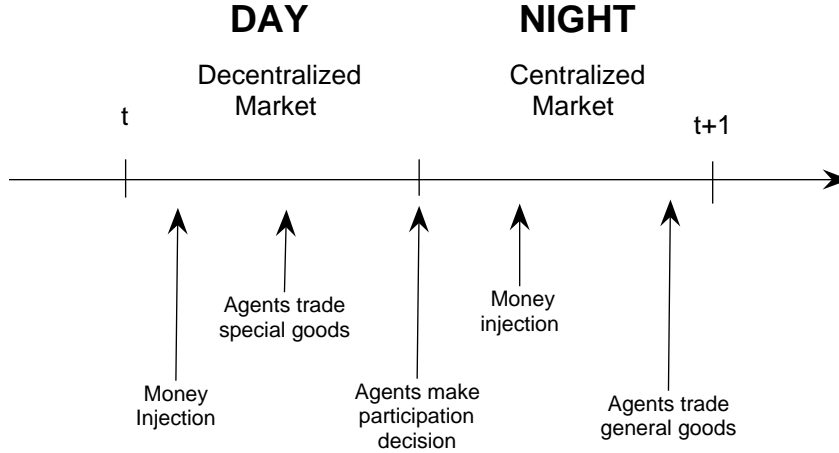 DAY
NIGHT
Decentralized
Market
Centralized
Market
t
t+1
Agents trade
special goods
Money
injection
Money
Injection
Agents make
participation
decision
Agents trade
general goods